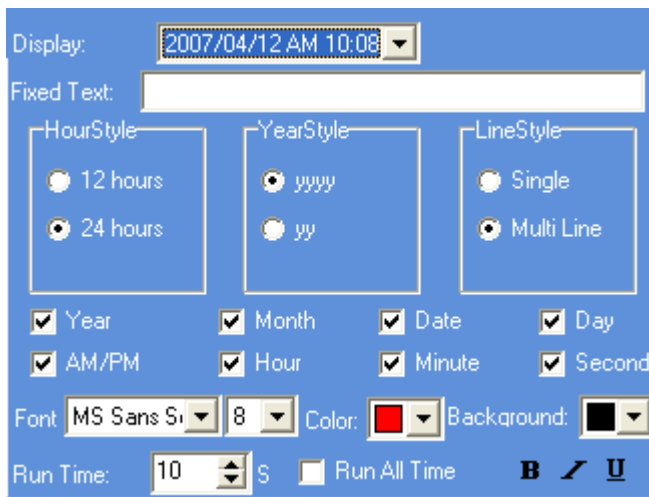 Display: 2007/04/12 AM 10:08
Fixed Text:
HourStyle YearStyle LineStyle
12 hours yyyy Single
24 hours yy Multi Line
Year Month Date Day
AM/PM Hour Minute Second
Font MS Sans 8 Color: Background:
Run Time: 10 S Run All Time B I U